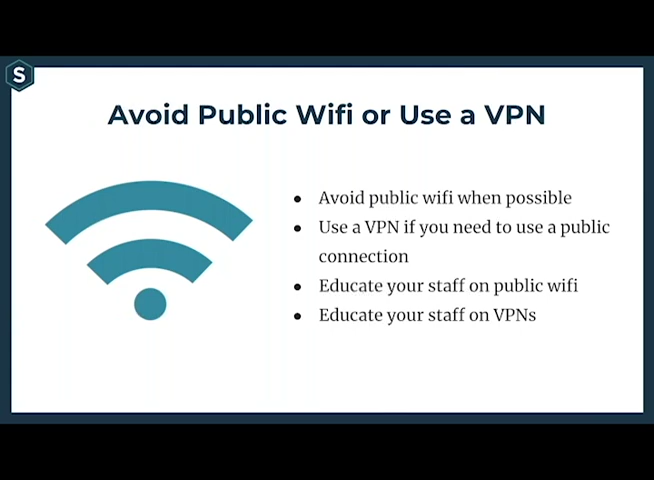 S
Avoid Public Wifi or Use a VPN
● Avoid public wifi when possible
● Use a VPN if you need to use a public
connection
● Educate your staff on public wifi
● Educate your staff on VPNs